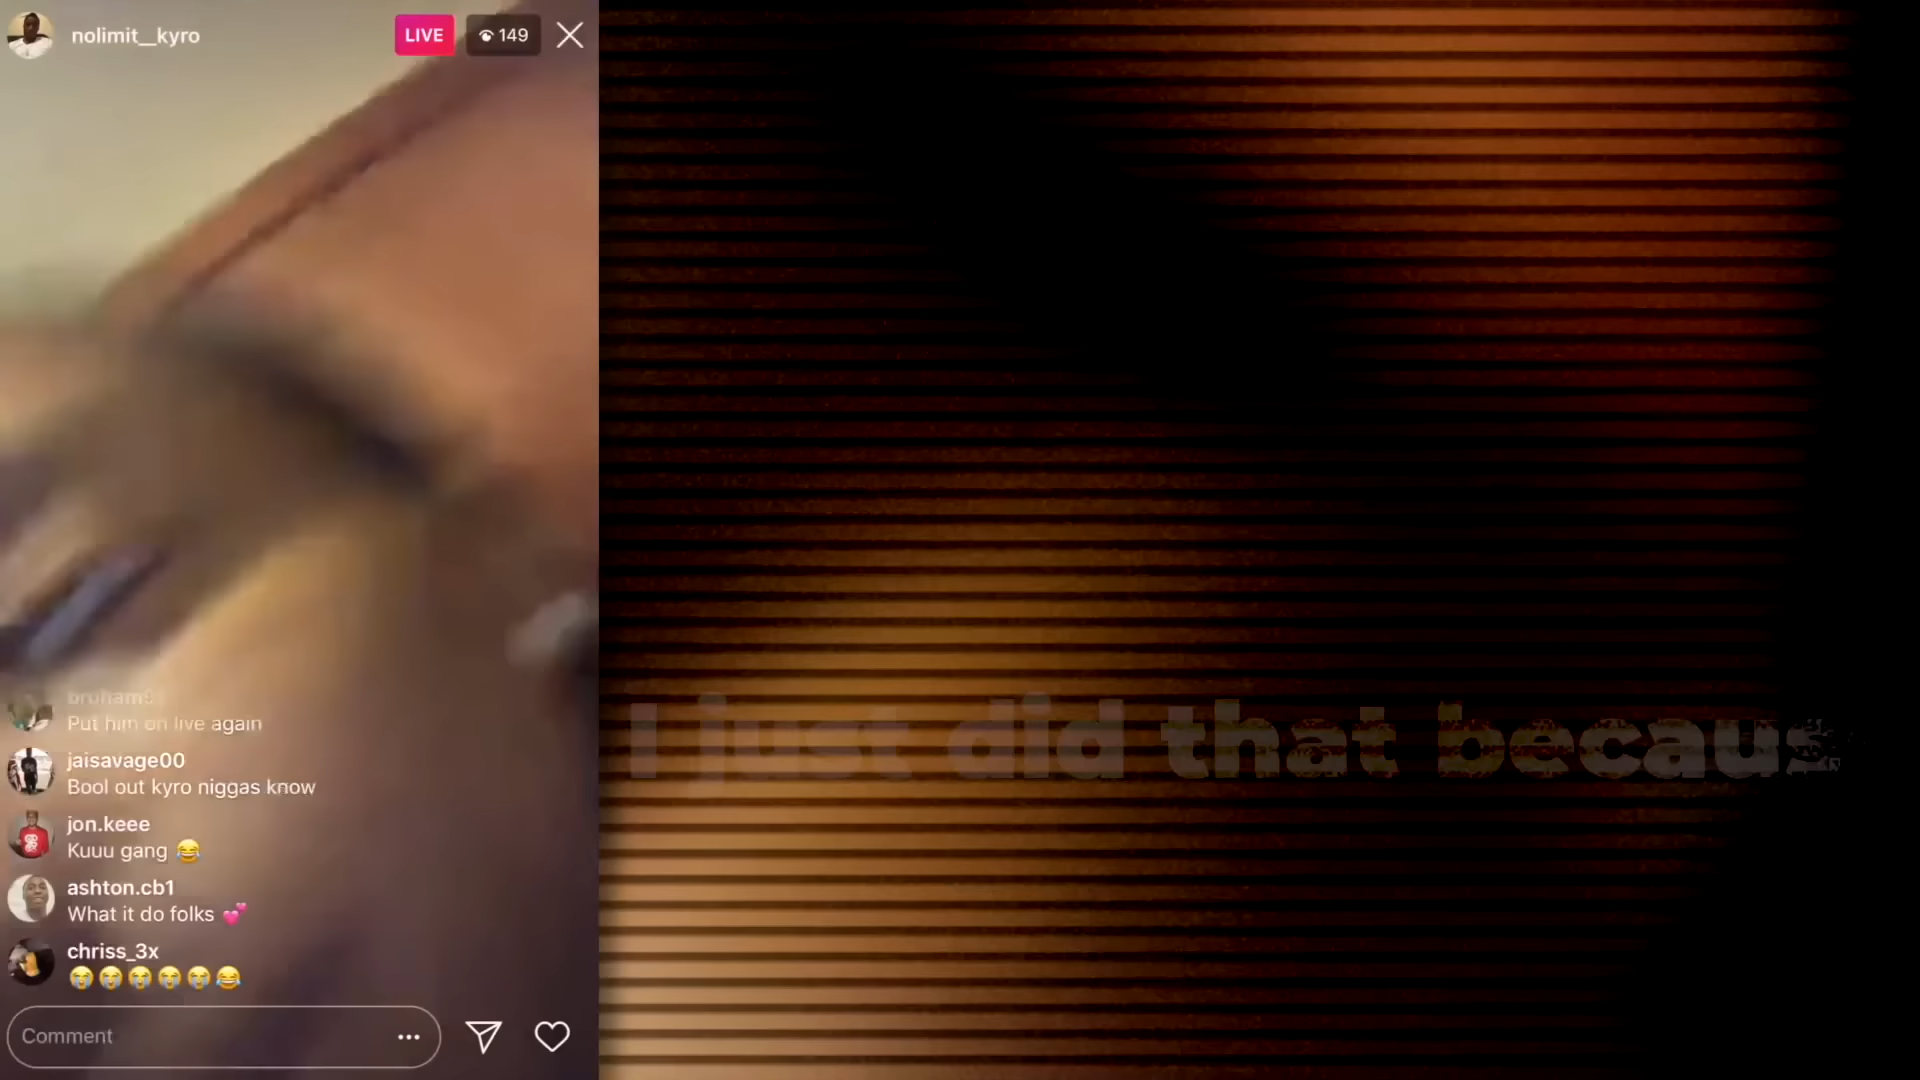 nolimit__kyro
LIVE
149
Put him on live again
jaisavage00
Bool out kyro niggas know
jon.keee
Kuuu gang 😂
ashton.cb1
What it do folks 💕
chriss_3x
😭😭😭😭😭😂
Comment
I just did that becaus